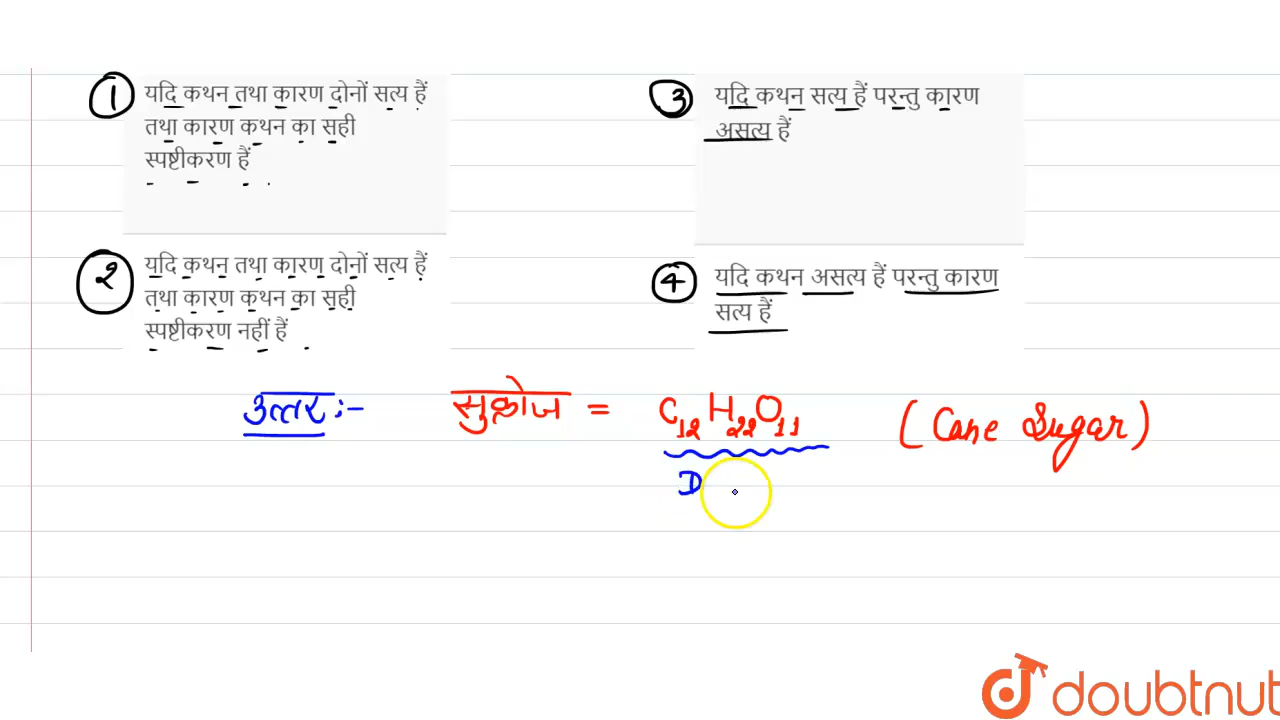 1 यदि कथन तथा कारण दोनों सत्य हैं
तथा कारण कथन का सही
स्पष्टीकरण हैं
2 यदि कथन तथा कारण दोनों सत्य हैं
तथा कारण कथन का सही
स्पष्टीकरण नहीं हैं
3 यदि कथन सत्य हैं परन्तु कारण
असत्य हैं
4 यदि कथन असत्य हैं परन्तु कारण
सत्य हैं
उत्तर :- सुक्रोज = C12H22O11 (Cane Sugar)
D
doubtnut